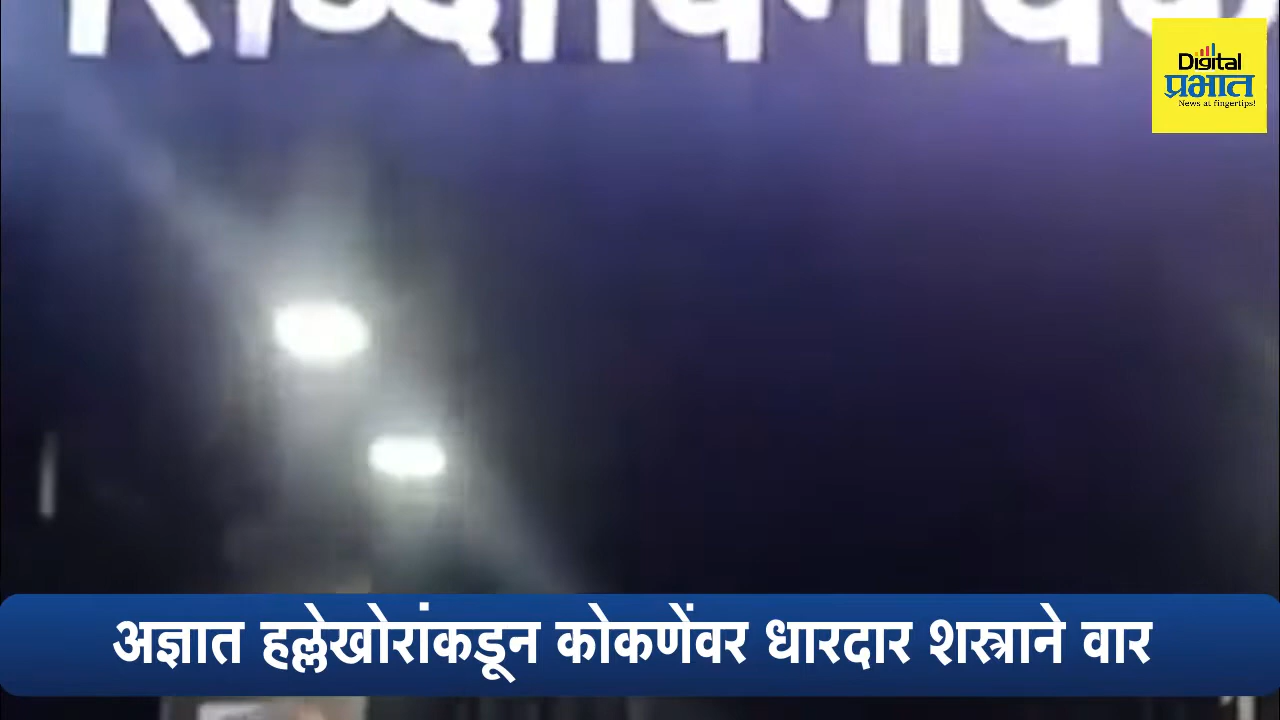 Digital
प्रभात
News at fingertips!
अज्ञात हल्लेखोरांकडून कोकणेंवर धारदार शस्त्राने वार